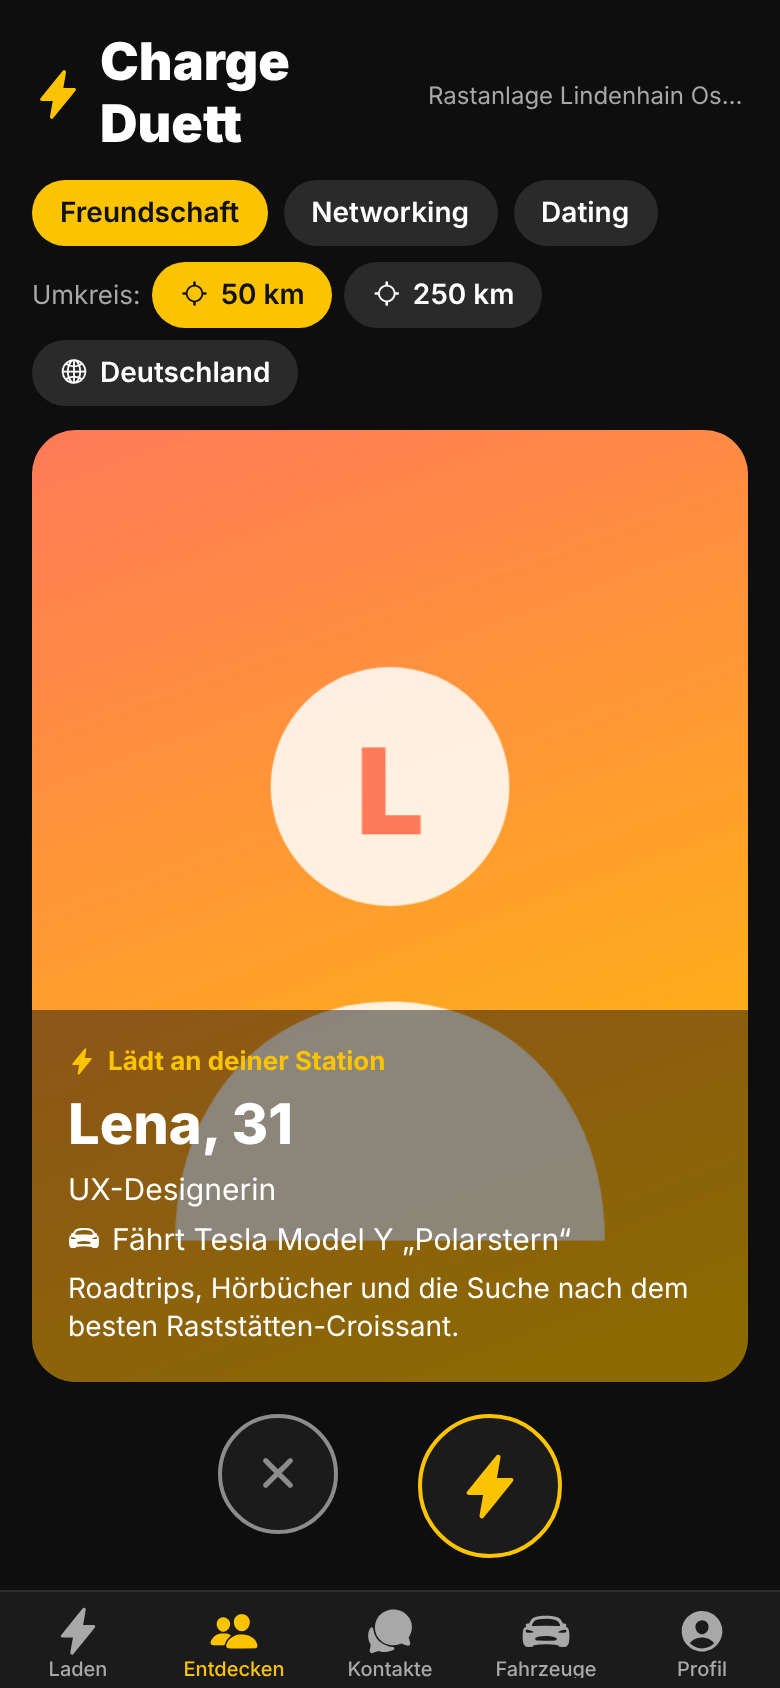 Charge
Duett
Rastanlage Lindenhain Os...
Freundschaft
Networking
Dating
Umkreis:
50 km
250 km
Deutschland
L
Lädt an deiner Station
Lena, 31
UX-Designerin
Fährt Tesla Model Y „Polarstern“
Roadtrips, Hörbücher und die Suche nach dem
besten Raststätten-Croissant.
Laden
Entdecken
Kontakte
Fahrzeuge
Profil